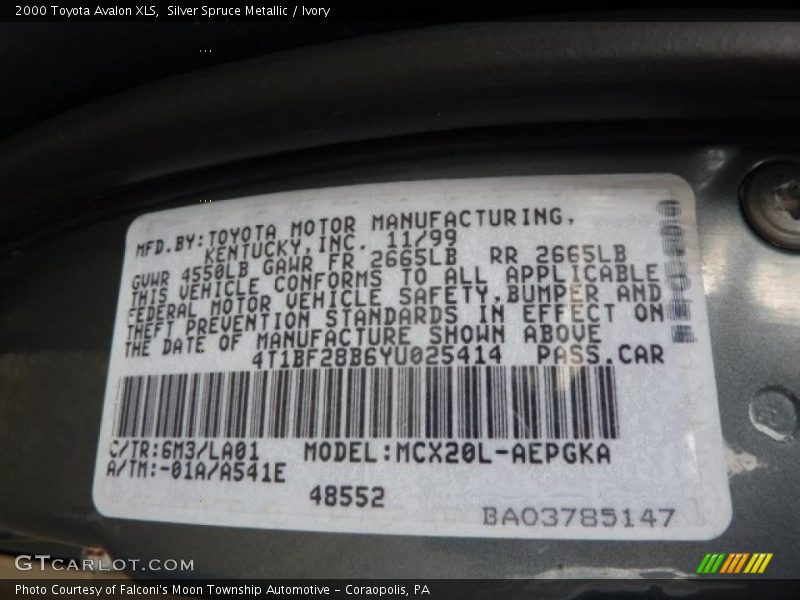 2000 Toyota Avalon XLS,  Silver Spruce Metallic / Ivory
MFD.BY:TOYOTA MOTOR MANUFACTURING,
KENTUCKY,INC. 11/99
GVWR 4550LB GAWR FR 2665LB RR 2665LB
THIS VEHICLE CONFORMS TO ALL APPLICABLE
FEDERAL MOTOR VEHICLE SAFETY,BUMPER AND
THEFT PREVENTION STANDARDS IN EFFECT ON
THE DATE OF MANUFACTURE SHOWN ABOVE
4T1BF28B6YU025414 PASS.CAR
C/TR:6M3/LA01 MODEL:MCX20L-AEPGKA
A/TM:-01A/A541E
48552
BA03785147
GTCARLOT.COM
Photo Courtesy of Falconi's Moon Township Automotive - Coraopolis, PA